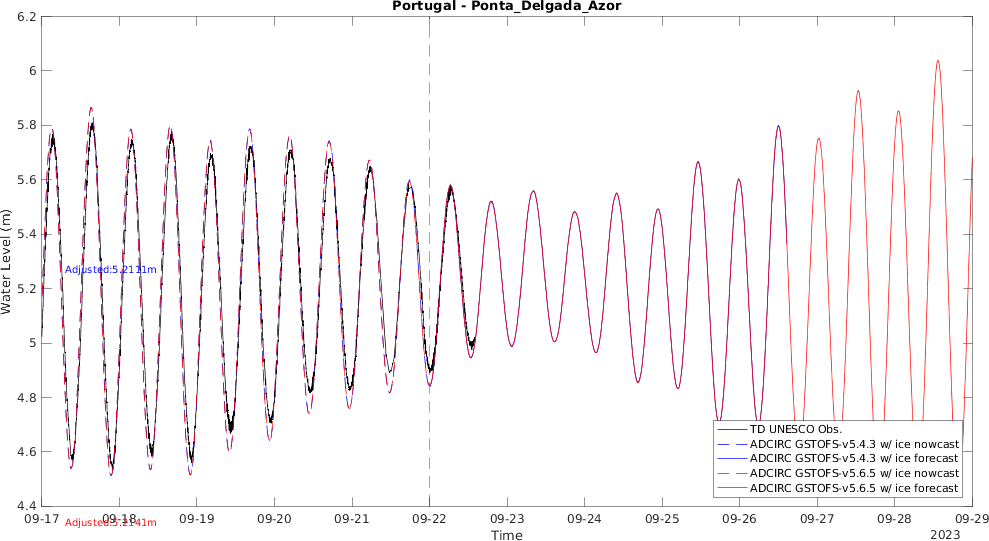 Portugal - Ponta_Delgada_Azor
6.2
6
5.8
5.6
5.4
5.2
5
4.8
4.6
4.4
Water Level (m)
Adjusted:5.2111m
Adjusted:5.2141m
TD UNESCO Obs.
ADCIRC GSTOFS-v5.4.3 w/ ice nowcast
ADCIRC GSTOFS-v5.4.3 w/ ice forecast
ADCIRC GSTOFS-v5.6.5 w/ ice nowcast
ADCIRC GSTOFS-v5.6.5 w/ ice forecast
09-17 09-18 09-19 09-20 09-21 09-22 09-23 09-24 09-25 09-26 09-27 09-28 09-29
Time
2023